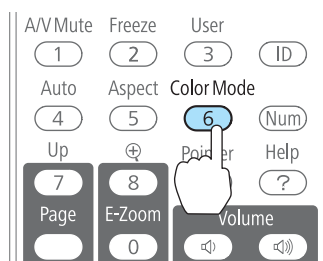 A/V Mute Freeze User
1 2 3 ID
Auto Aspect Color Mode
4 5 6 Num
Up Pointer Help
7 8 ?
Page E-Zoom Volume
0